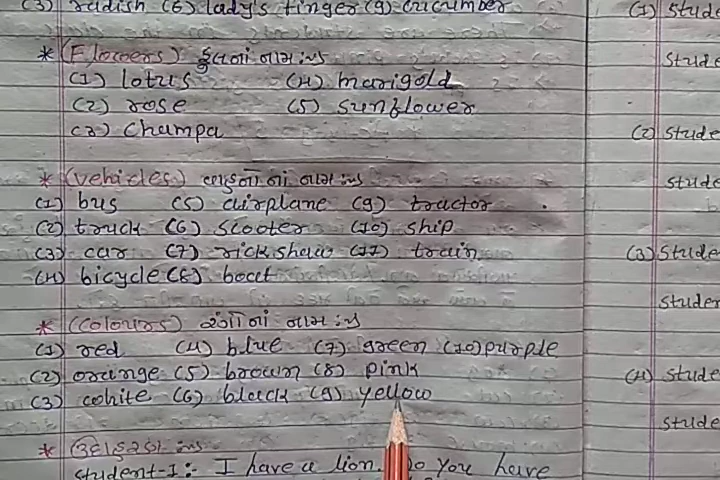 (3) radish (6) lady's finger (9) cucumber
* (Flowers) ફુલનાં નામ :-
(1) lotus (4) marigold
(2) rose (5) sunflower
(3) champa
* (vehicles) વાહનોનાં નામ :-
(1) bus (5) airplane (9) tractor
(2) truck (6) scooter (10) ship
(3) car (7) rickshaw (11) train
(4) bicycle (8) boat
* (colours) રંગોનાં નામ :-
(1) red (4) blue (7) green (10) purple
(2) orange (5) brown (8) pink
(3) white (6) black (9) yellow
* ઉદાહરણ :-
student-1:- I have a lion. Do you have
(1) stude
stude
(2) stude
stude
(3) stude
studen
(4) stude
stude